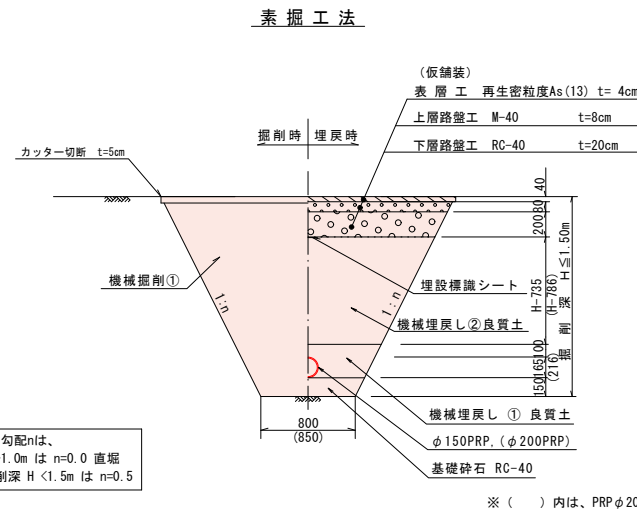 素掘工法
(仮舗装)
表層工 再生密粒度As(13) t= 4cm
上層路盤工 M-40 t=8cm
下層路盤工 RC-40 t=20cm
掘削時 埋戻時
カッター切断 t=5cm
40
80
200
機械掘削①
1:n
埋設標識シート
1:n
機械埋戻し②良質土
H-735
(H-786)
掘削深 H≦1.50m
100
165
(216)
150
機械埋戻し ① 良質土
800
(850)
φ150PRP, (φ200PRP)
基礎砕石 RC-40
勾配nは、
1.0m は n=0.0 直堀
削深 H <1.5m は n=0.5
※ ( ) 内は、PRPφ20